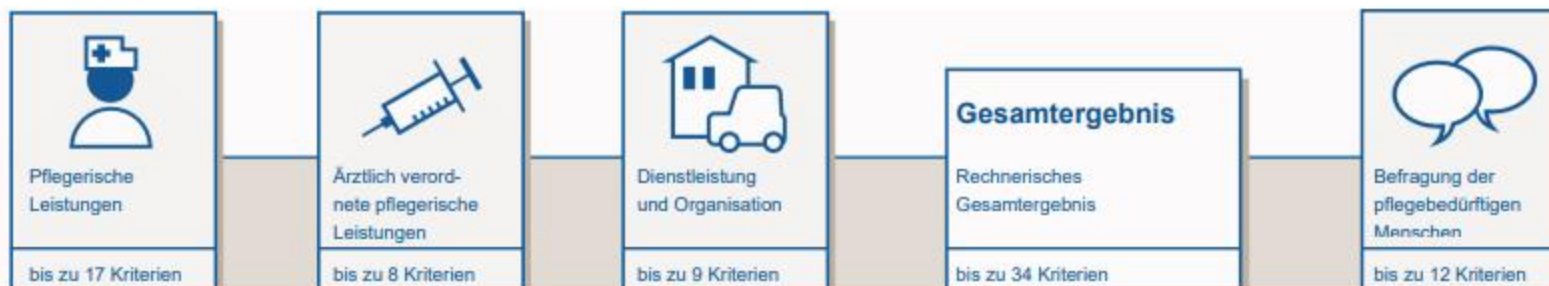 Pflegerische
Leistungen
bis zu 17 Kriterien
Ärztlich verord-
nete pflegerische
Leistungen
bis zu 8 Kriterien
Dienstleistung
und Organisation
bis zu 9 Kriterien
Gesamtergebnis
Rechnerisches
Gesamtergebnis
bis zu 34 Kriterien
Befragung der
pflegebedürftigen
Menschen
bis zu 12 Kriterien